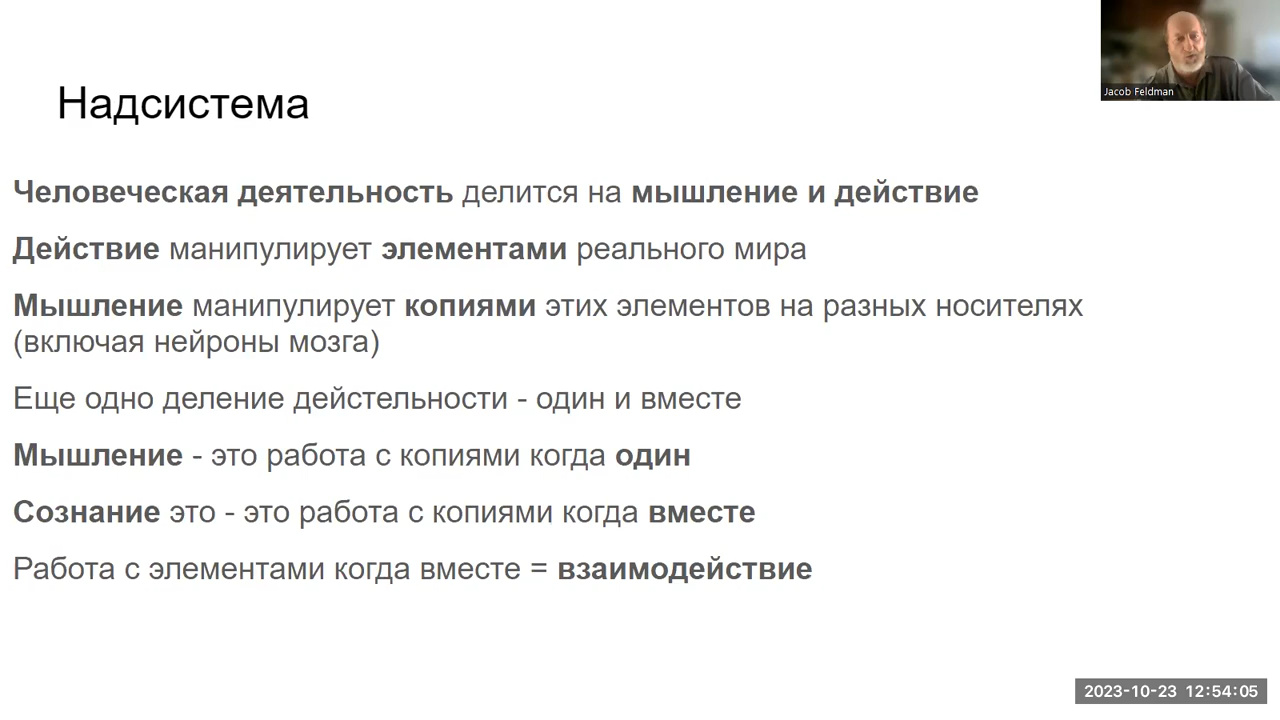 Jacob Feldman
Надсистема
Человеческая деятельность делится на мышление и действие
Действие манипулирует элементами реального мира
Мышление манипулирует копиями этих элементов на разных носителях
(включая нейроны мозга)
Еще одно деление дейстельности - один и вместе
Мышление - это работа с копиями когда один
Сознание это - это работа с копиями когда вместе
Работа с элементами когда вместе = взаимодействие
2023-10-23 12:54:05